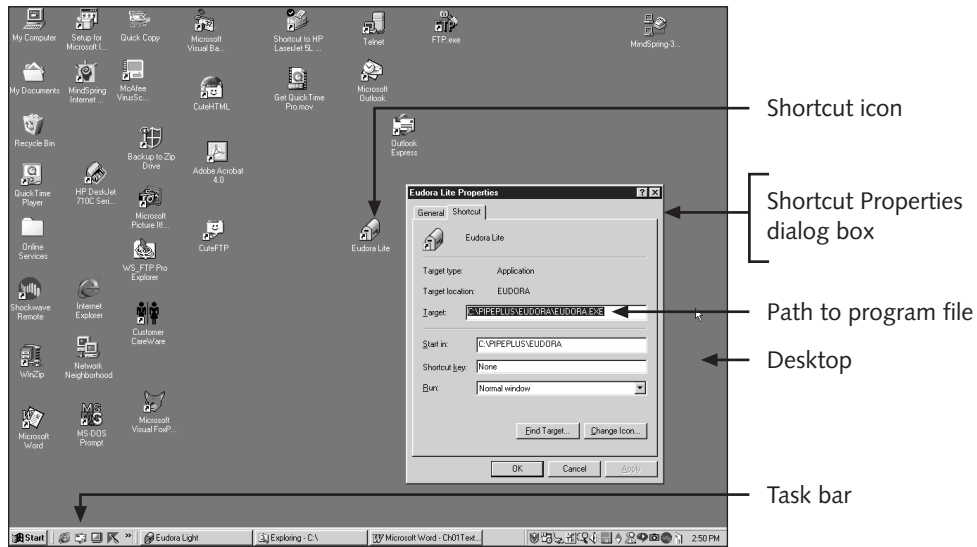 My Computer
Setup for
Microsoft I...
Quick Copy
Microsoft
Visual Ba...
Shortcut to HP
LaserJet 5L ...
Telnet
FTP.exe
MindSpring-3...
My Documents
MindSpring
Internet ...
McAfee
VirusSc...
CuteHTML
Get QuickTime
Pro.mov
Microsoft
Outlook
Shortcut icon
Recycle Bin
Backup to Zip
Drive
Adobe Acrobat
4.0
Outlook
Express
QuickTime
Player
HP DeskJet
710C Seri...
Microsoft
Picture It!...
CuteFTP
Eudora Lite
Online
Services
WS_FTP Pro
Explorer
Shockwave
Remote
Internet
Explorer
Customer
CareWare
WinZip
Network
Neighborhood
Microsoft
Word
MS-DOS
Prompt
Microsoft
Visual FoxP...
Eudora Lite Properties
General
Shortcut
Eudora Lite
Target type:
Application
Target location:
EUDORA
Target:
C:\PIPEPLUS\EUDORA\EUDORA.EXE
Start in:
C:\PIPEPLUS\EUDORA
Shortcut key:
None
Run:
Normal window
Find Target...
Change Icon...
OK
Cancel
Apply
Shortcut Properties
dialog box
Path to program file
Desktop
Task bar
Start
Eudora Light
Exploring - C:\
Microsoft Word - Ch01Text...
2:50 PM